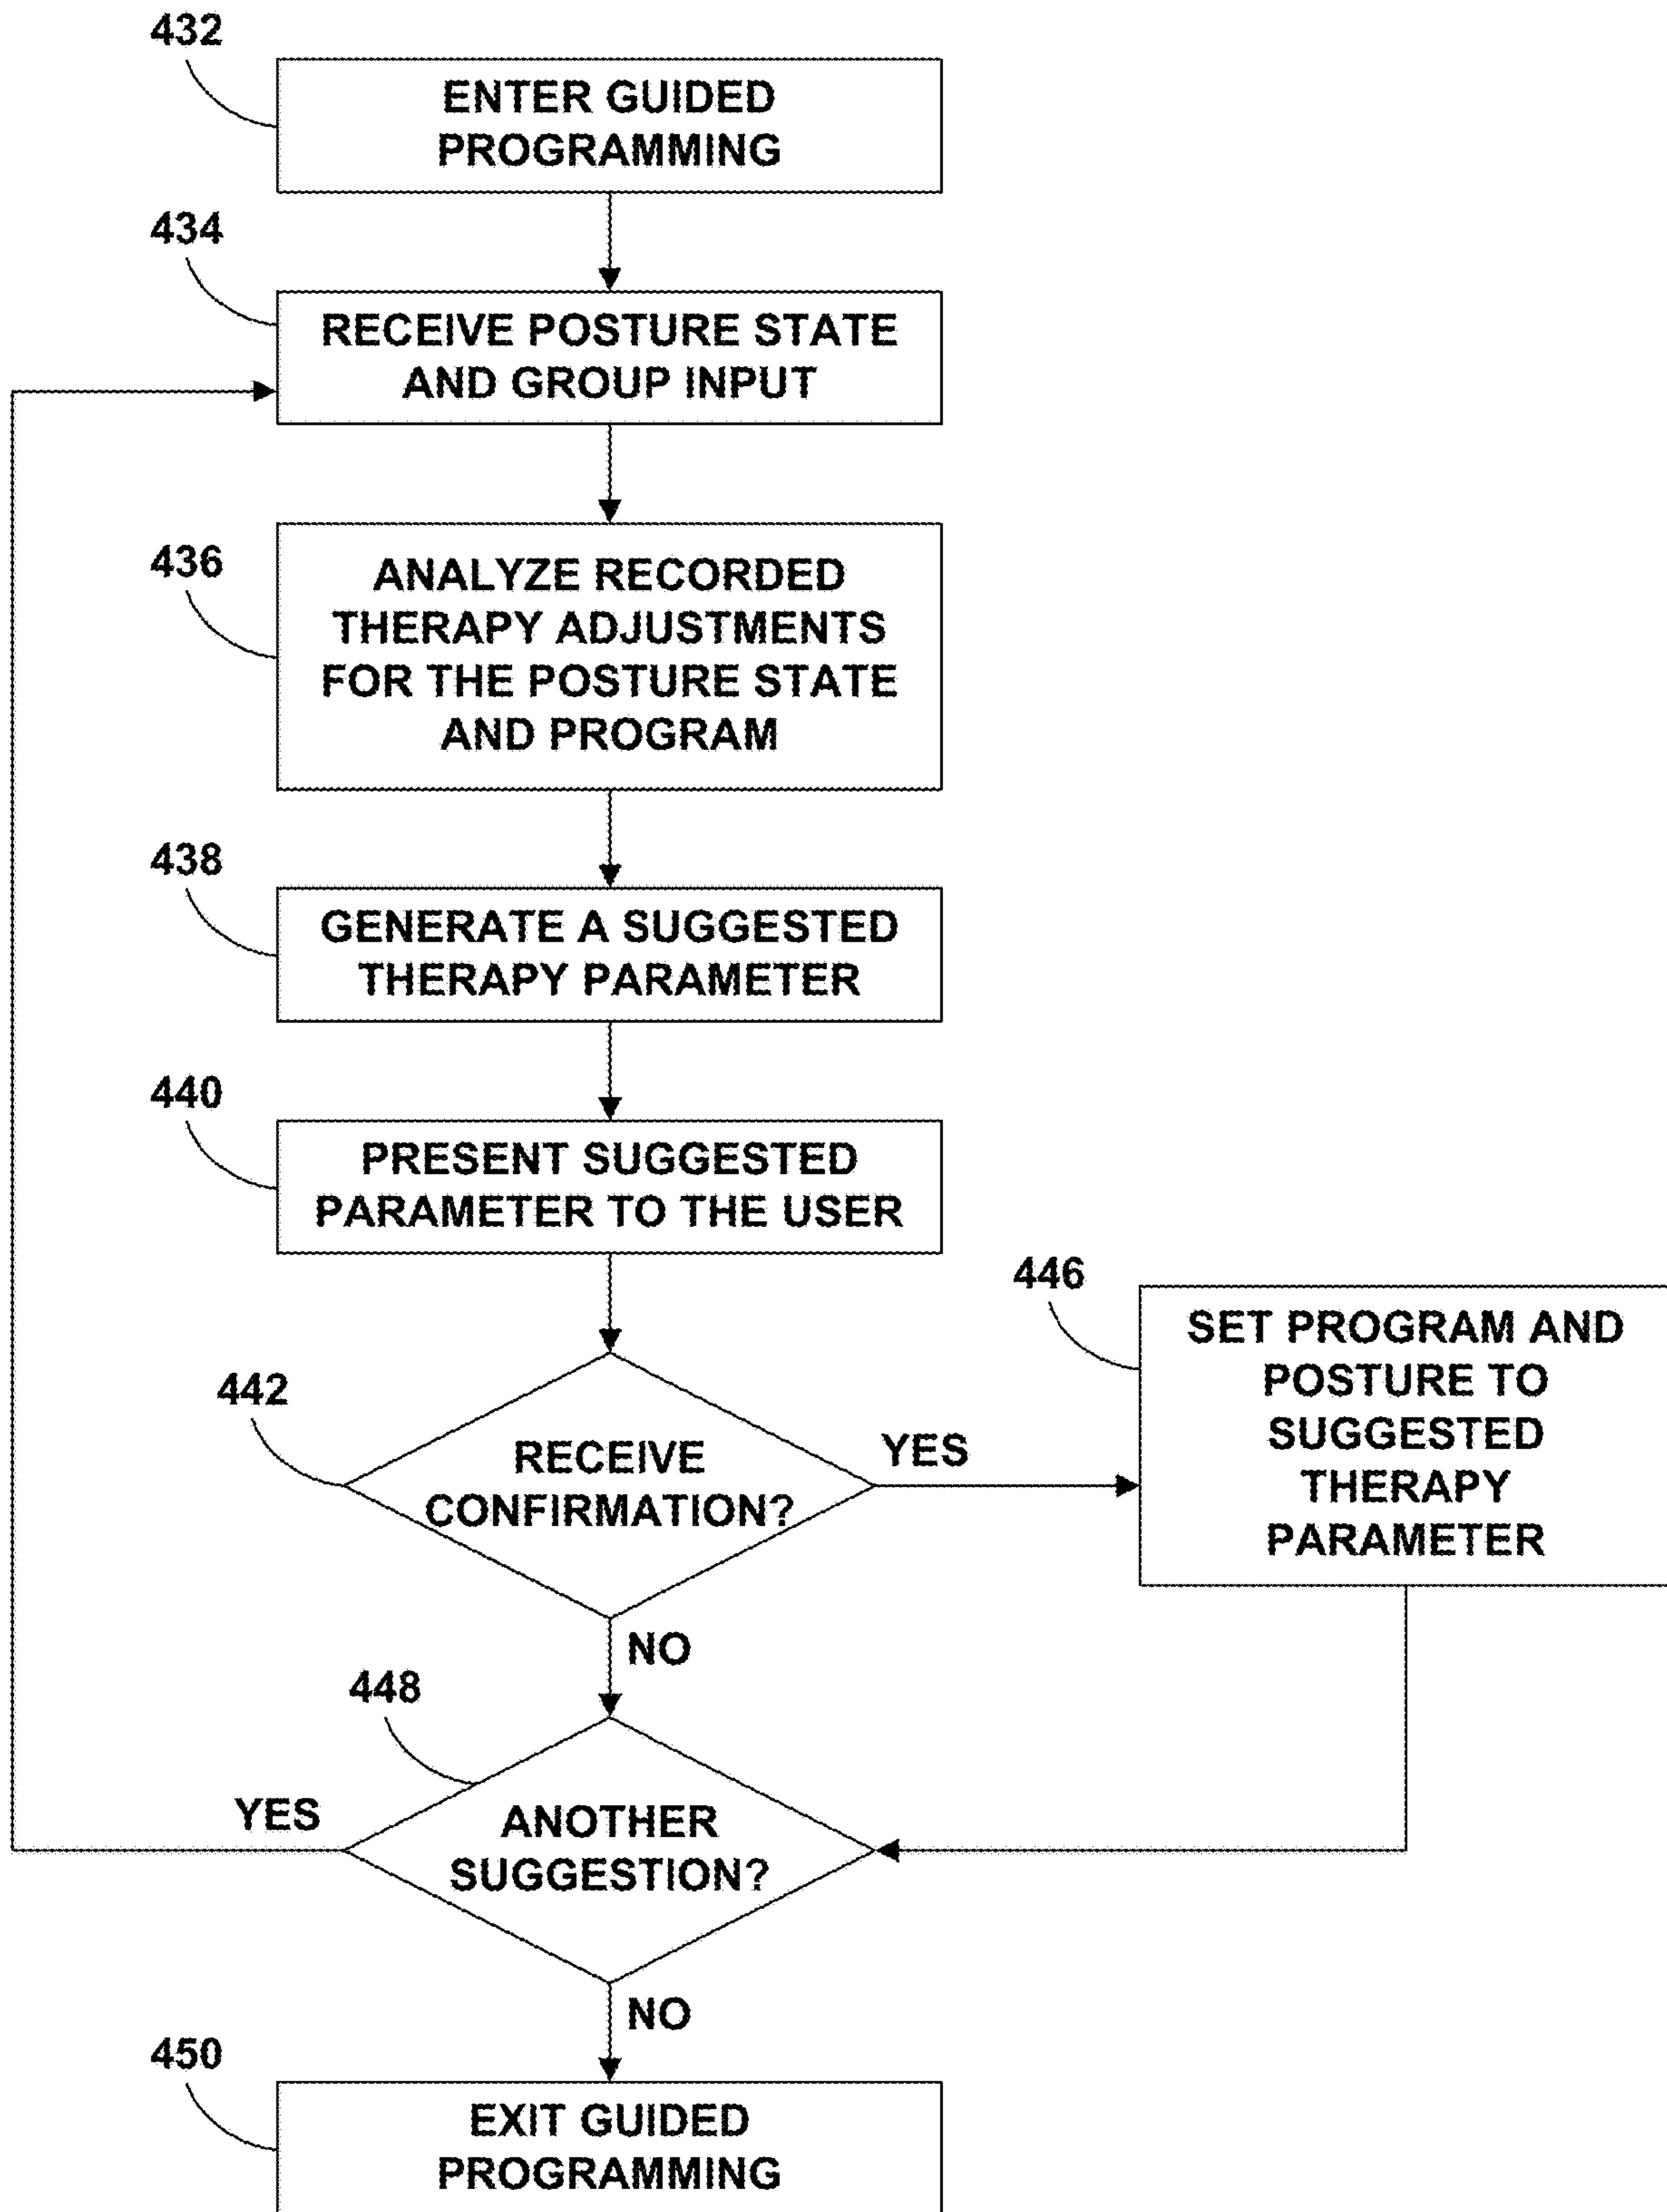 432
ENTER GUIDED
PROGRAMMING
434
RECEIVE POSTURE STATE
AND GROUP INPUT
436
ANALYZE RECORDED
THERAPY ADJUSTMENTS
FOR THE POSTURE STATE
AND PROGRAM
438
GENERATE A SUGGESTED
THERAPY PARAMETER
440
PRESENT SUGGESTED
PARAMETER TO THE USER
442
RECEIVE
CONFIRMATION?
YES
446
SET PROGRAM AND
POSTURE TO
SUGGESTED
THERAPY
PARAMETER
NO
448
ANOTHER
SUGGESTION?
YES
NO
450
EXIT GUIDED
PROGRAMMING